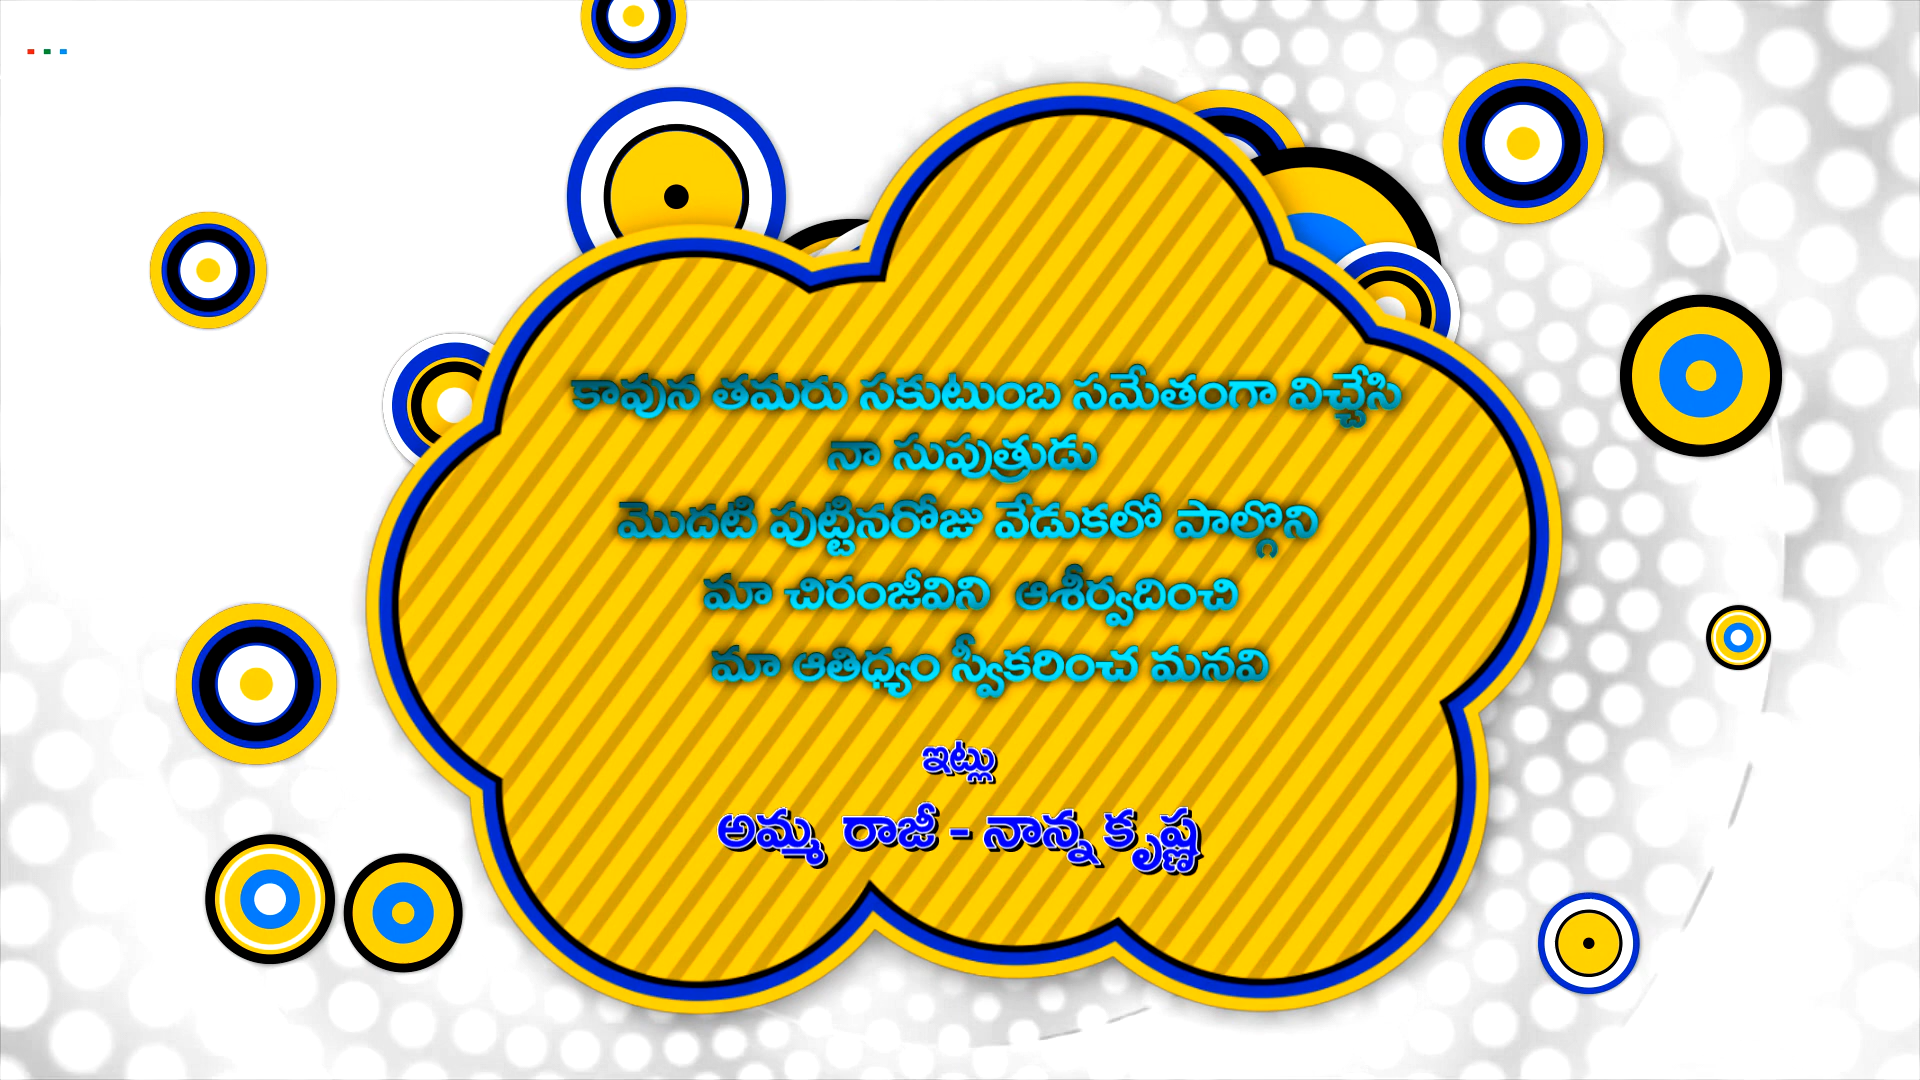 కావున తమరు సకుటుంబ సమేతంగా విచ్చేసి
నా సుపుత్రుడు
మొదటి పుట్టినరోజు వేడుకలో పాల్గొని
మా చిరంజీవిని ఆశీర్వదించి
మా ఆతిధ్యం స్వీకరించ మనవి
ఇట్లు
అమ్మ రాజీ - నాన్న కృష్ణ